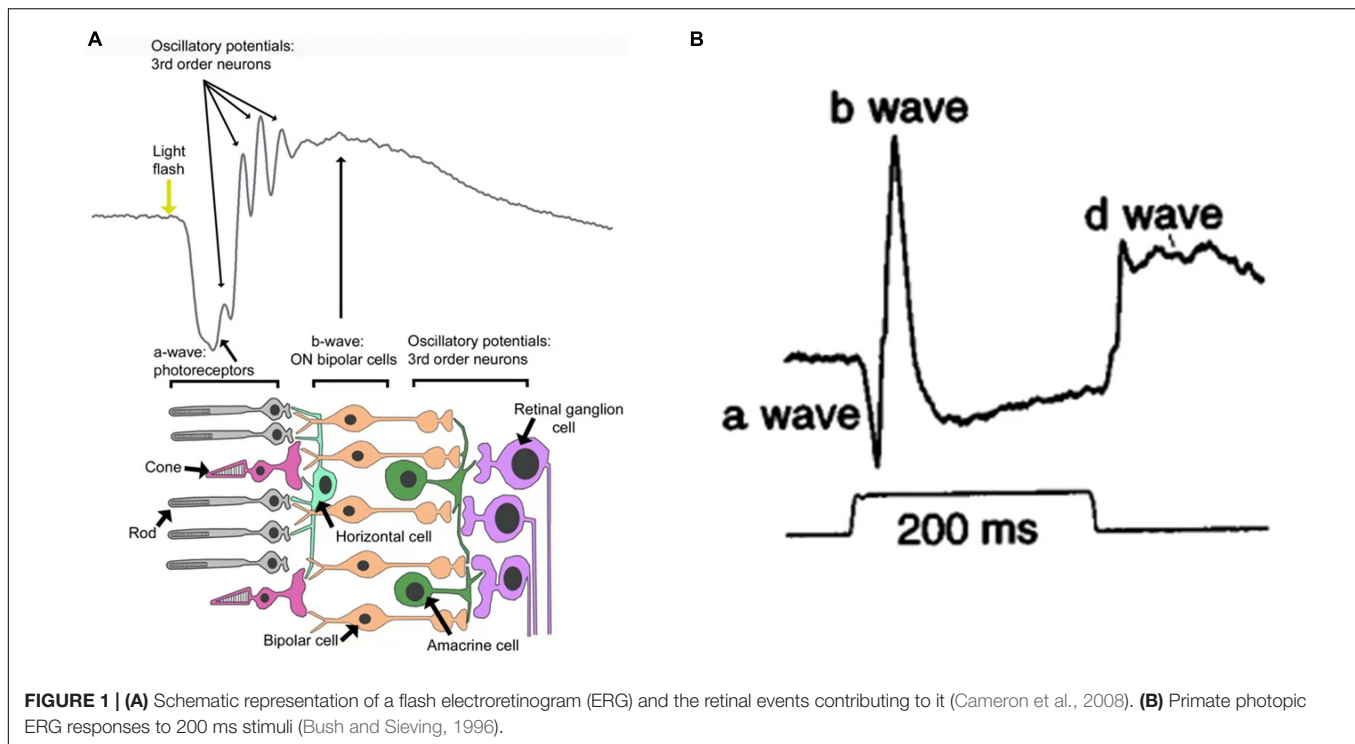 A
Oscillatory potentials:
3rd order neurons
Light
flash
a-wave:
photoreceptors
b-wave:
ON bipolar cells
Oscillatory potentials:
3rd order neurons
Retinal ganglion
cell
Cone
Rod
Horizontal cell
Bipolar cell
Amacrine cell
B
b wave
d wave
a wave
200 ms
FIGURE 1 | (A) Schematic representation of a flash electroretinogram (ERG) and the retinal events contributing to it (Cameron et al., 2008). (B) Primate photopic
ERG responses to 200 ms stimuli (Bush and Sieving, 1996).